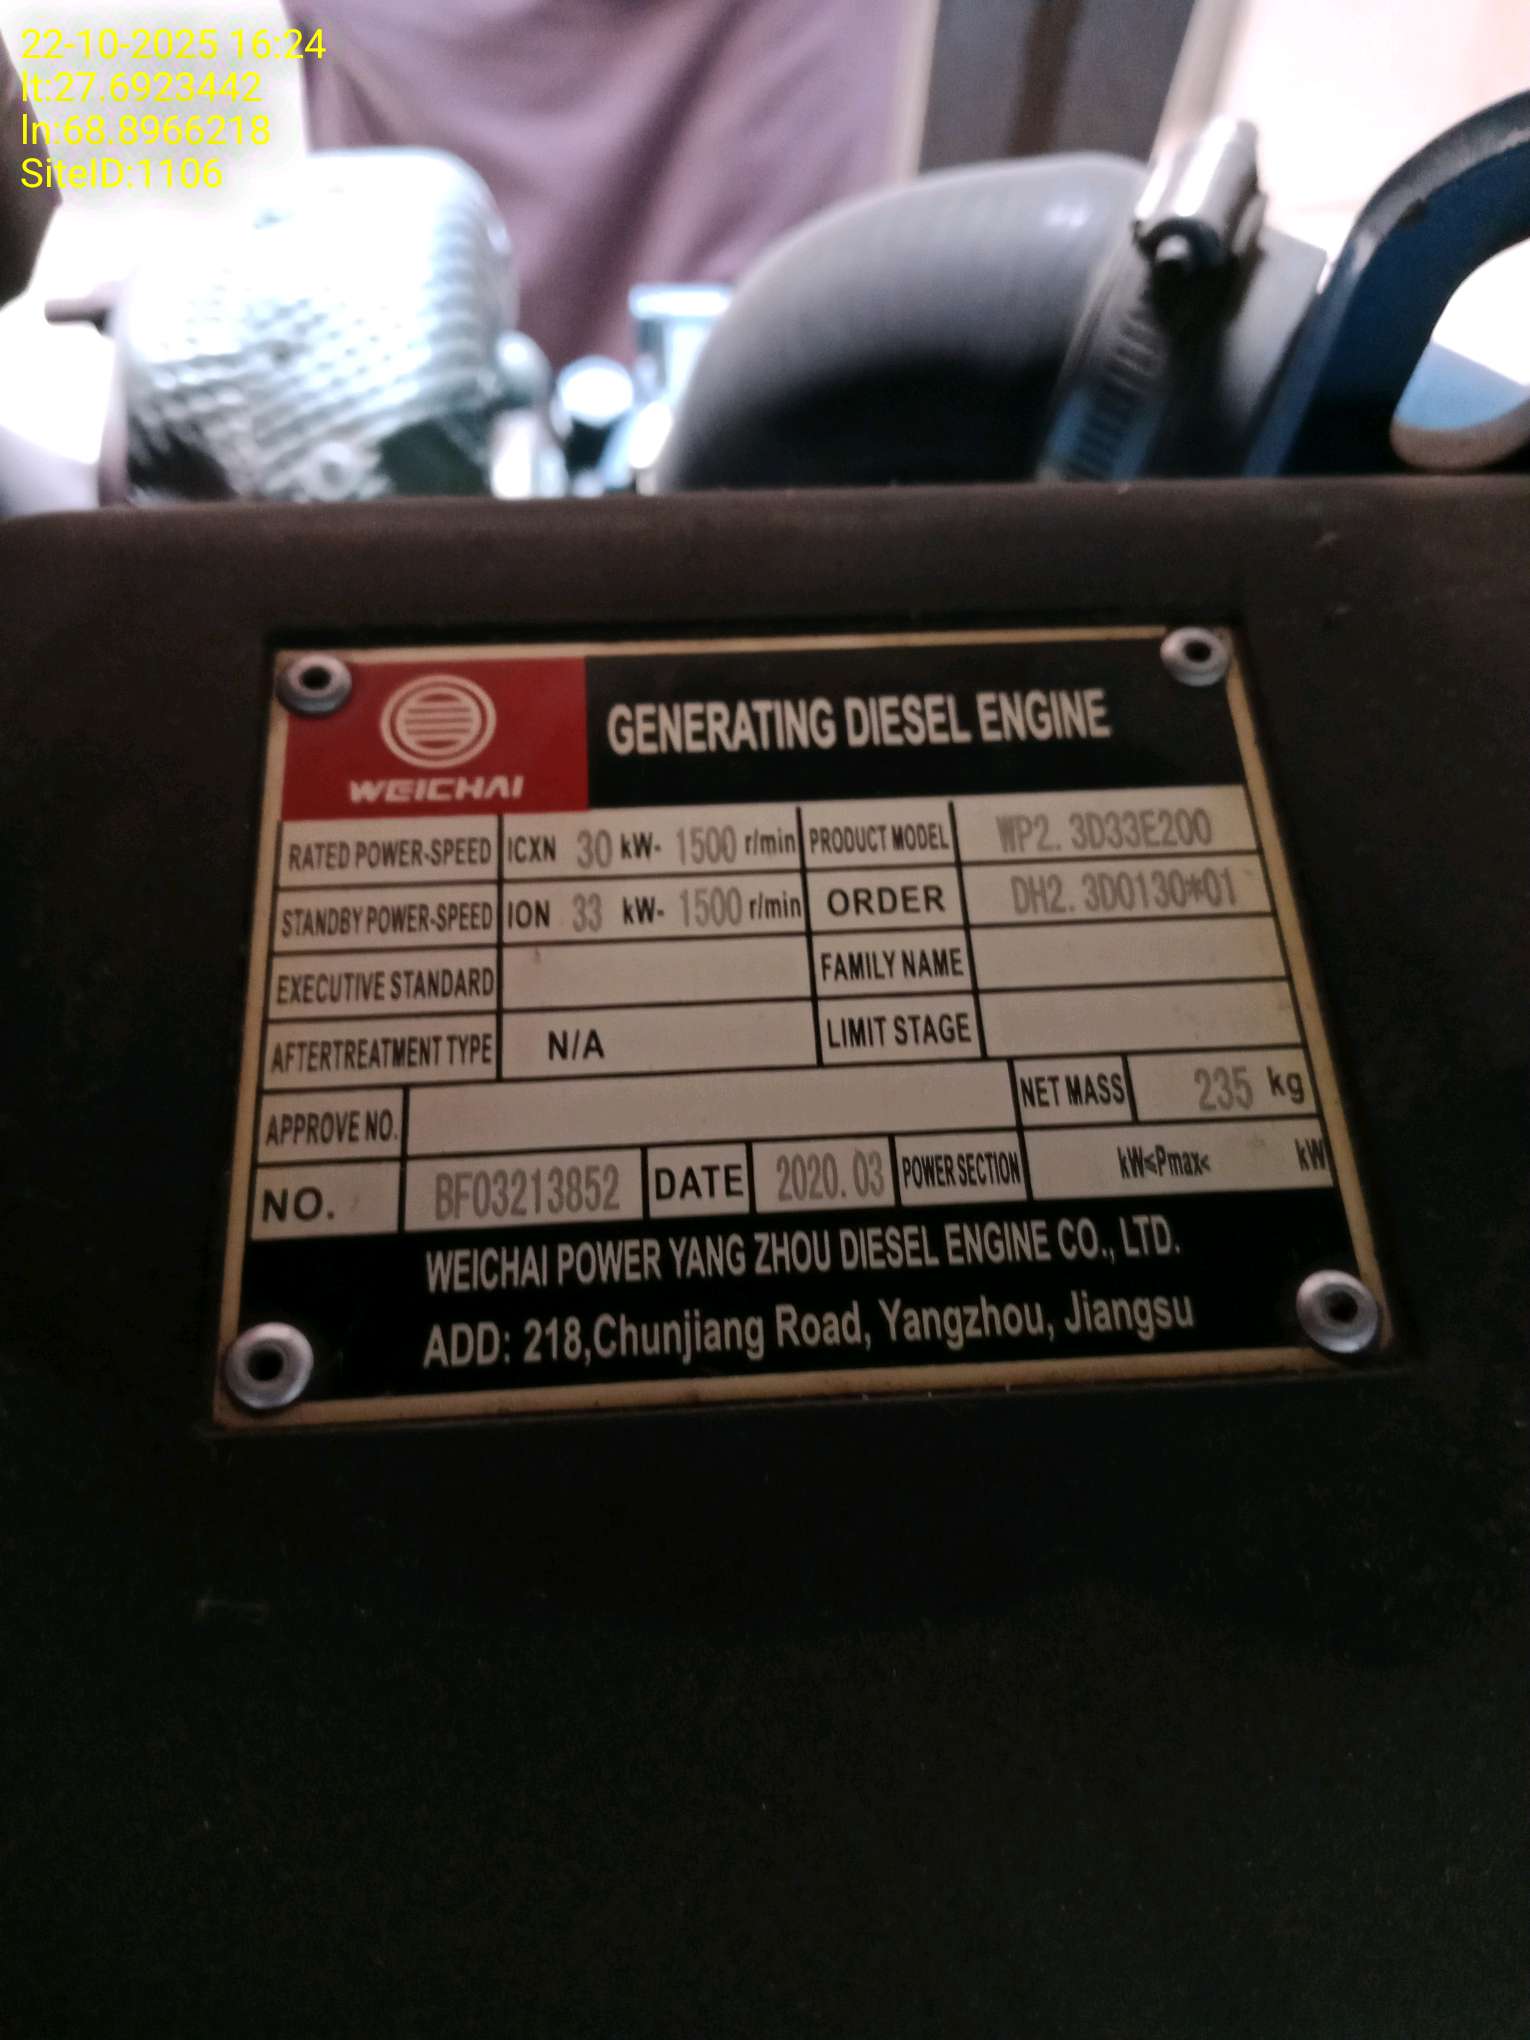 22-10-2025 16:24
lt:27.6923442
ln:68.8966218
SiteID:1106
WEICHAI
GENERATING DIESEL ENGINE
RATED POWER-SPEED ICXN 30 kW- 1500 r/min PRODUCT MODEL WP2. 3D33E200
STANDBY POWER-SPEED ION 33 kW- 1500 r/min ORDER DH2. 3D0130*01
EXECUTIVE STANDARD FAMILY NAME
AFTERTREATMENT TYPE N/A LIMIT STAGE
APPROVE NO. NET MASS 235 kg
NO. BF03213852 DATE 2020. 03 POWER SECTION kW≤Pmax< kW
WEICHAI POWER YANG ZHOU DIESEL ENGINE CO., LTD.
ADD: 218,Chunjiang Road, Yangzhou, Jiangsu